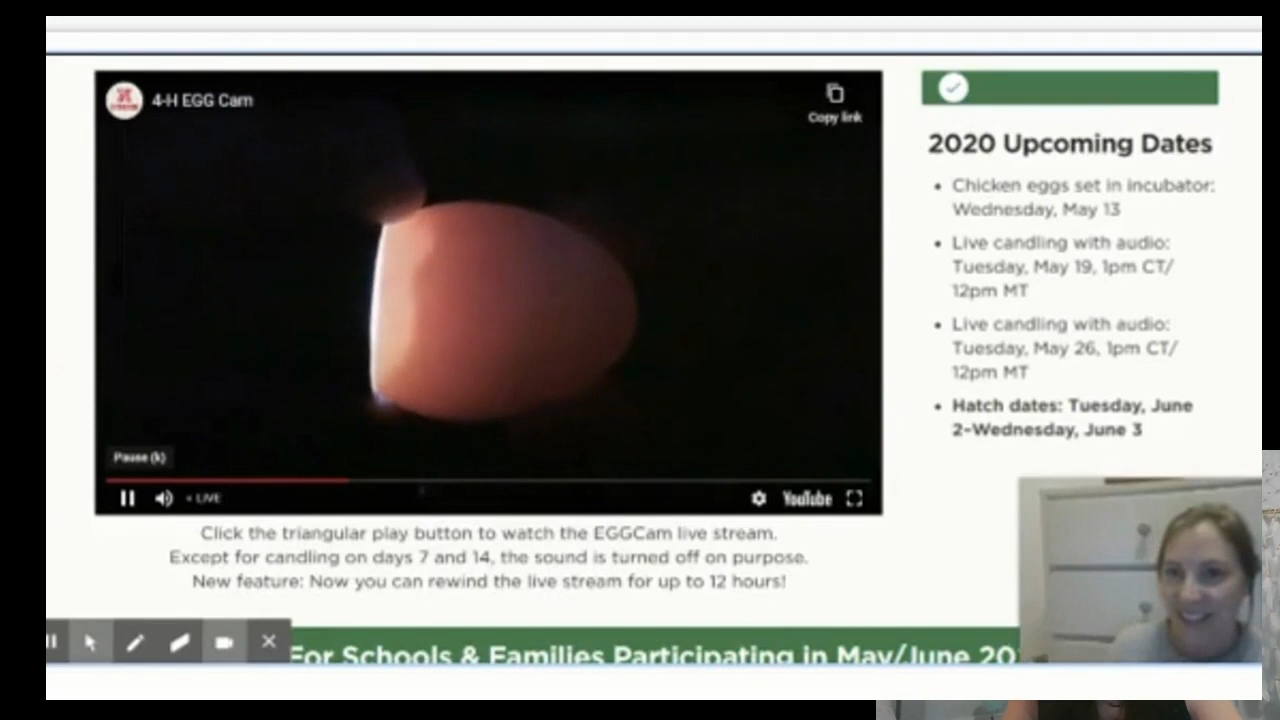 4-H EGG Cam
Copy link
Pause (k)
LIVE
YouTube
Click the triangular play button to watch the EGGCam live stream.
Except for candling on days 7 and 14, the sound is turned off on purpose.
New feature: Now you can rewind the live stream for up to 12 hours!
2020 Upcoming Dates
• Chicken eggs set in incubator:
Wednesday, May 13
• Live candling with audio:
Tuesday, May 19, 1pm CT/
12pm MT
• Live candling with audio:
Tuesday, May 26, 1pm CT/
12pm MT
• Hatch dates: Tuesday, June
2-Wednesday, June 3
For Schools & Families Participating in May/June 20